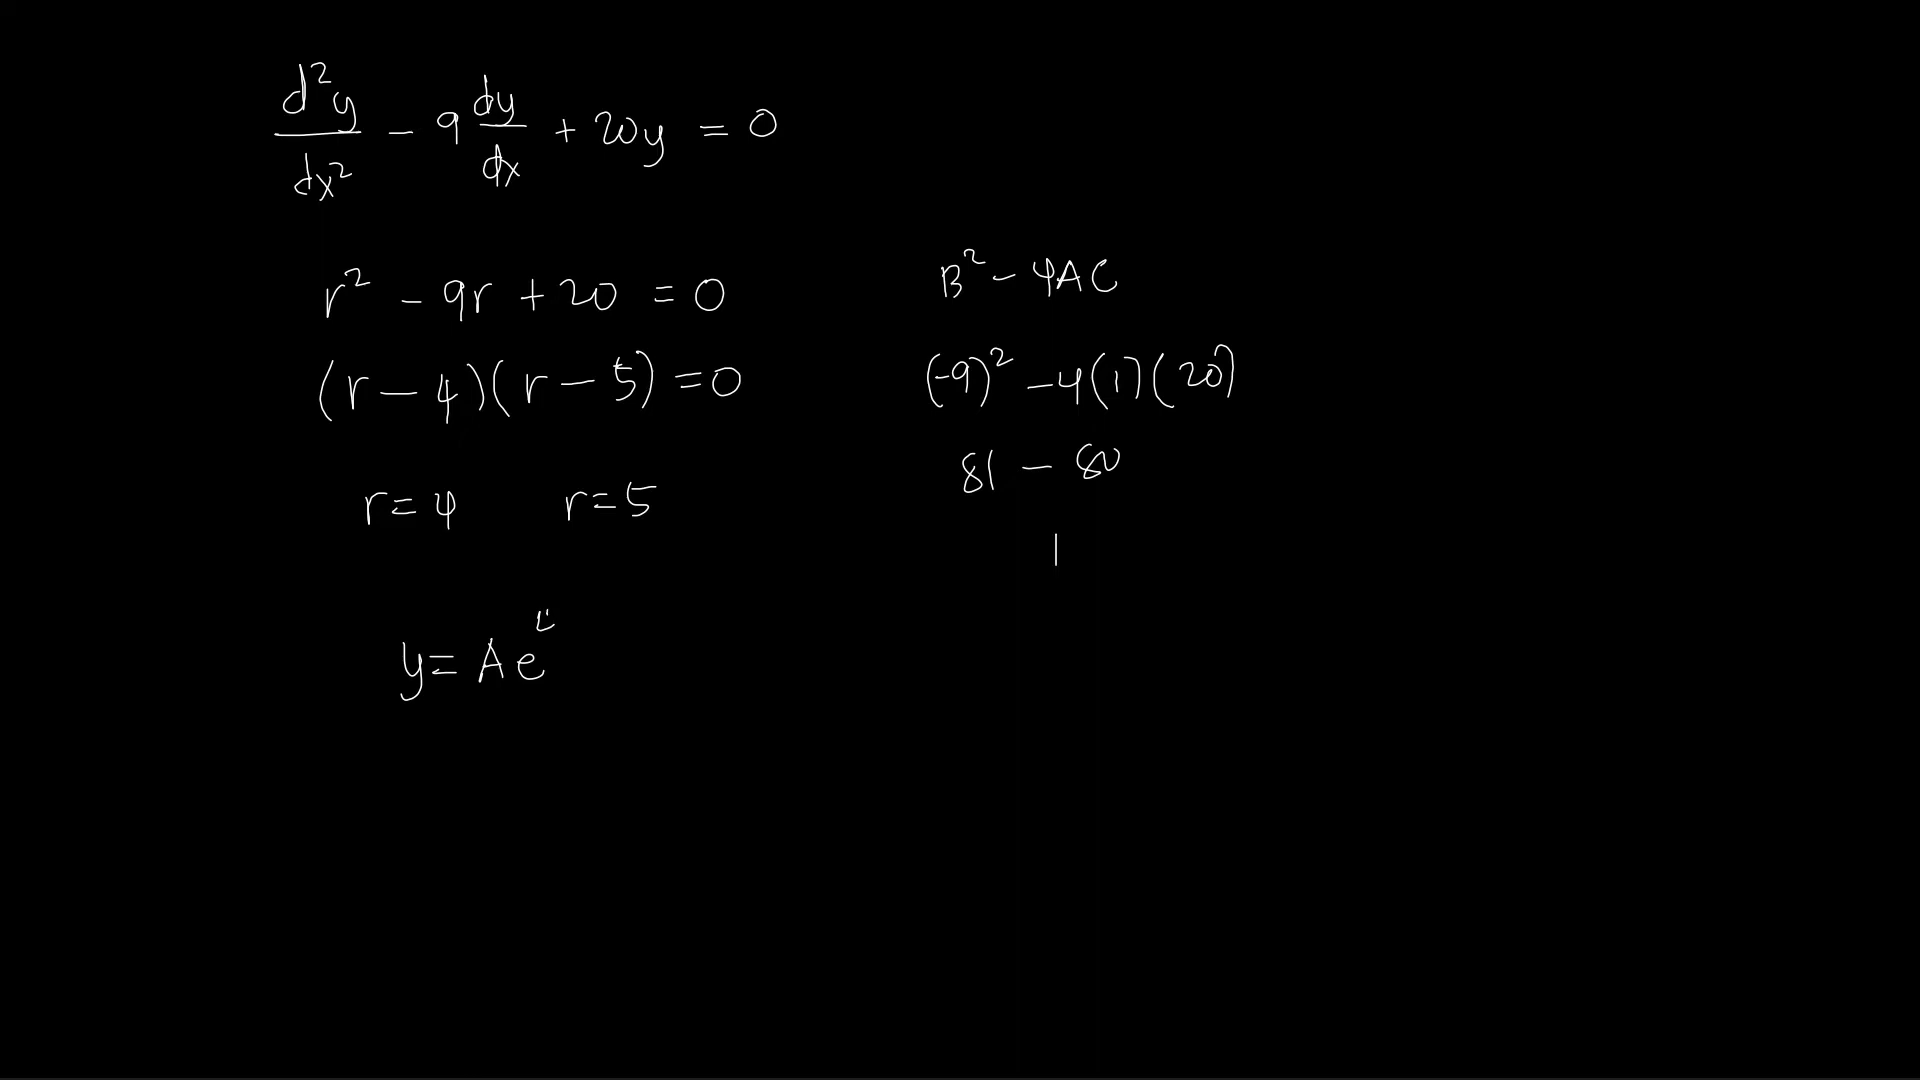 d²y/dx² - 9 dy/dx + 20y = 0
r² - 9r + 20 = 0
(r - 4)(r - 5) = 0
r = 4 r = 5
y = Ae
B² - 4AC
(-9)² - 4(1)(20)
81 - 80
1